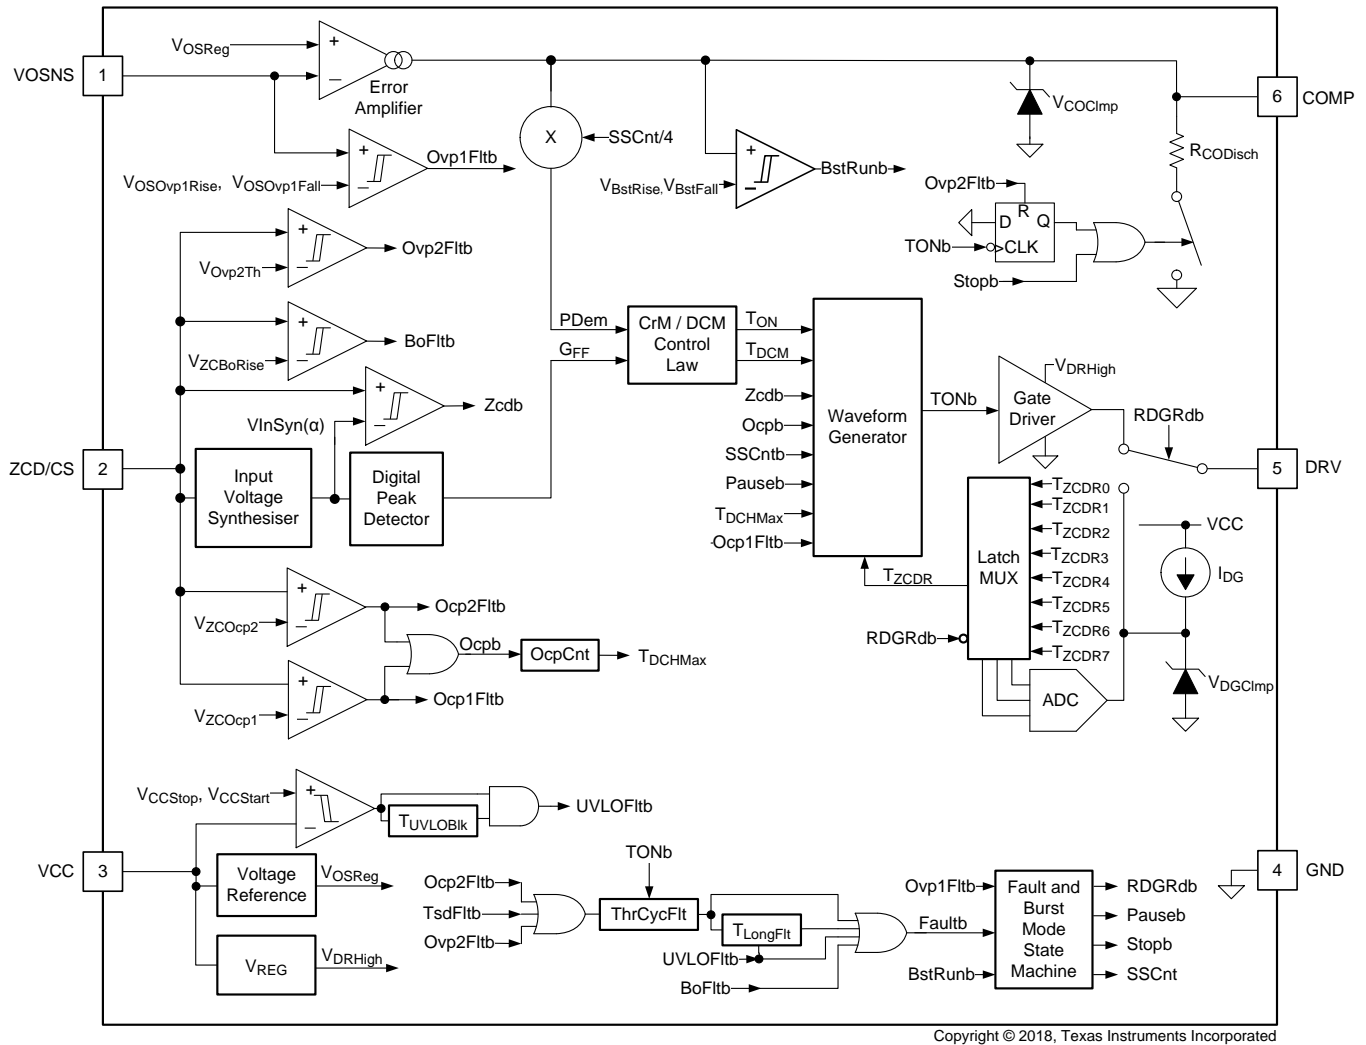 VOSNS
1
VOSReg
+
−
Error
Amplifier
+
−
VOSOvp1Rise, VOSOvp1Fall
Ovp1Fltb
X
SSCnt/4
+
−
VBstRise, VBstFall
BstRunb
VCOClmp
6
COMP
RCODisch
Ovp2Fltb
R
D
Q
CLK
TONb
Stopb
+
−
VOvp2Th
Ovp2Fltb
+
−
VZCBoRise
BoFltb
+
−
VInSyn(α)
Zcdb
ZCD/CS
2
Input
Voltage
Synthesiser
Digital
Peak
Detector
PDem
GFF
CrM / DCM
Control
Law
TON
TDCM
Zcdb
Ocpb
SSCntb
Pauseb
TDCHMax
Ocp1Fltb
Waveform
Generator
TONb
Gate
Driver
VDRHigh
RDGRdb
5
DRV
TZCDR
Latch
MUX
RDGRdb
TZCDR0
TZCDR1
TZCDR2
TZCDR3
TZCDR4
TZCDR5
TZCDR6
TZCDR7
ADC
VCC
IDG
VDGClmp
+
−
VZCOcp2
Ocp2Fltb
+
−
VZCOcp1
Ocp1Fltb
Ocpb
OcpCnt
TDCHMax
VCCStop, VCCStart
+
−
TUVLOBlk
UVLOFltb
VCC
3
Voltage
Reference
VOSReg
VREG
VDRHigh
Ocp2Fltb
TsdFltb
Ovp2Fltb
TONb
ThrCycFlt
TLongFlt
UVLOFltb
BoFltb
Faultb
Ovp1Fltb
BstRunb
Fault and
Burst
Mode
State
Machine
RDGRdb
Pauseb
Stopb
SSCnt
4
GND
Copyright © 2018, Texas Instruments Incorporated